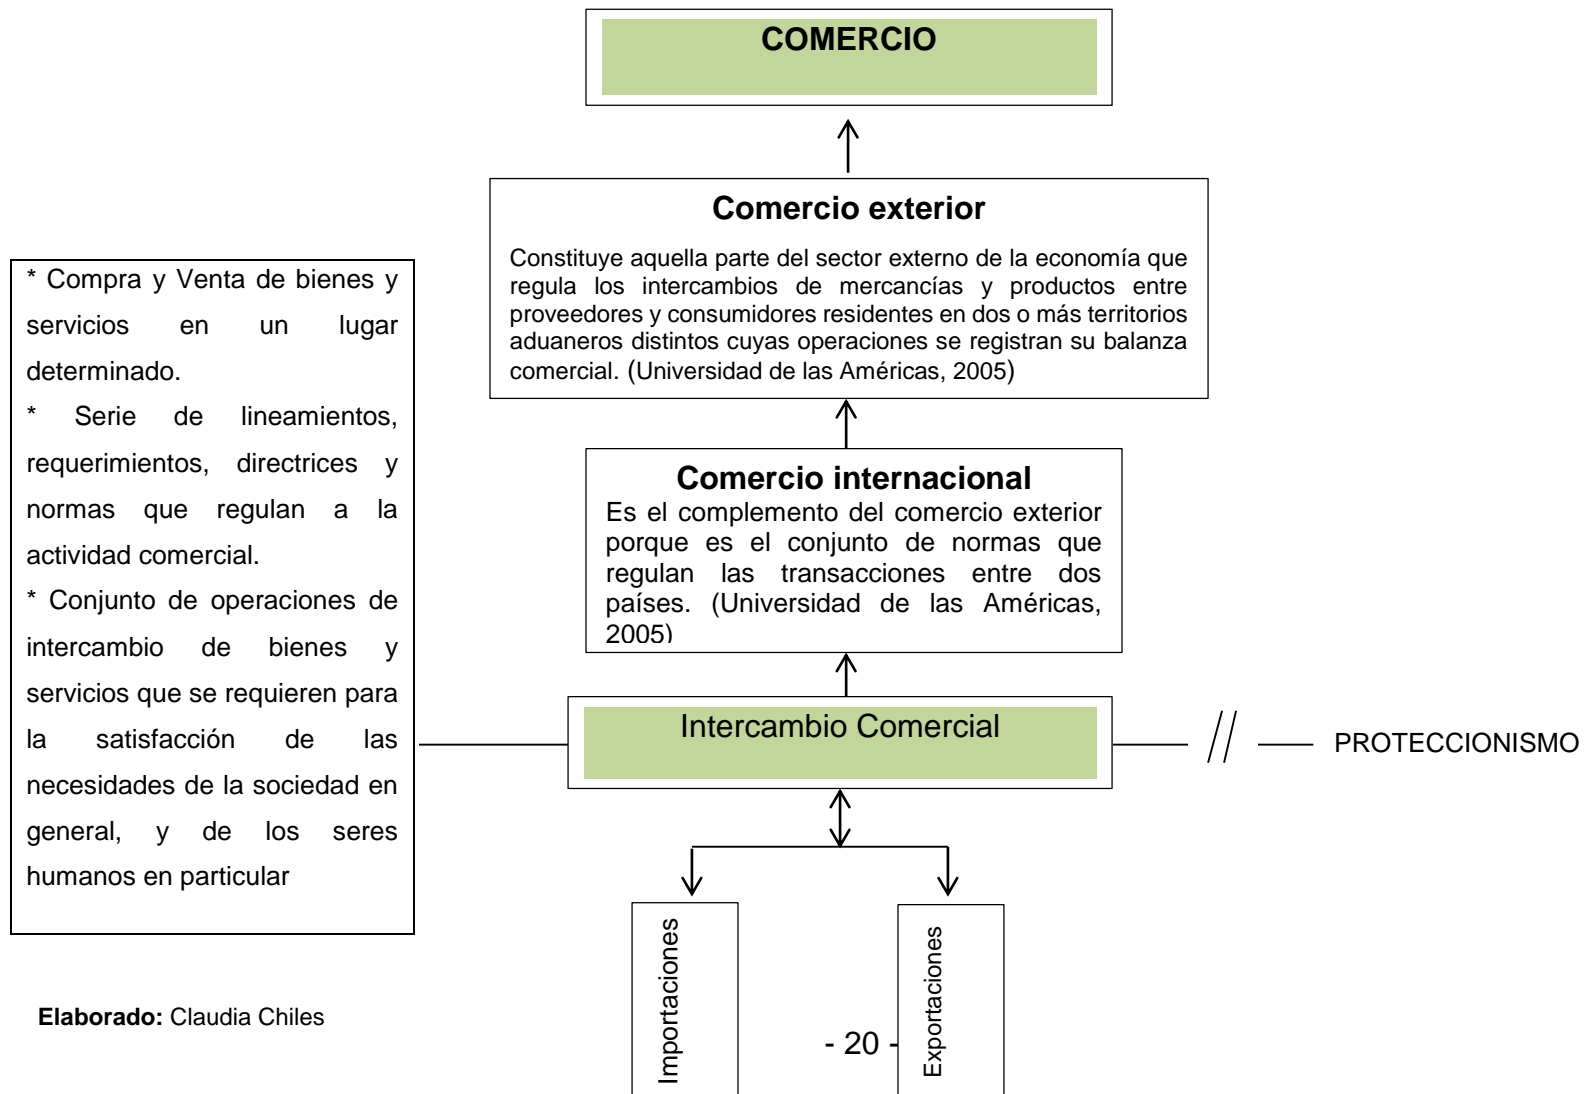 COMERCIO
Comercio exterior
Constituye aquella parte del sector externo de la economía que
regula los intercambios de mercancías y productos entre
proveedores y consumidores residentes en dos o más territorios
aduaneros distintos cuyas operaciones se registran su balanza
comercial. (Universidad de las Américas, 2005)
* Compra y Venta de bienes y
servicios en un lugar
determinado.
* Serie de lineamientos,
requerimientos, directrices y
normas que regulan a la
actividad comercial.
* Conjunto de operaciones de
intercambio de bienes y
servicios que se requieren para
la satisfacción de las
necesidades de la sociedad en
general, y de los seres
humanos en particular
Comercio internacional
Es el complemento del comercio exterior
porque es el conjunto de normas que
regulan las transacciones entre dos
países. (Universidad de las Américas,
2005)
Intercambio Comercial
// PROTECCIONISMO
Importaciones
Exportaciones
Elaborado: Claudia Chiles
- 20 -